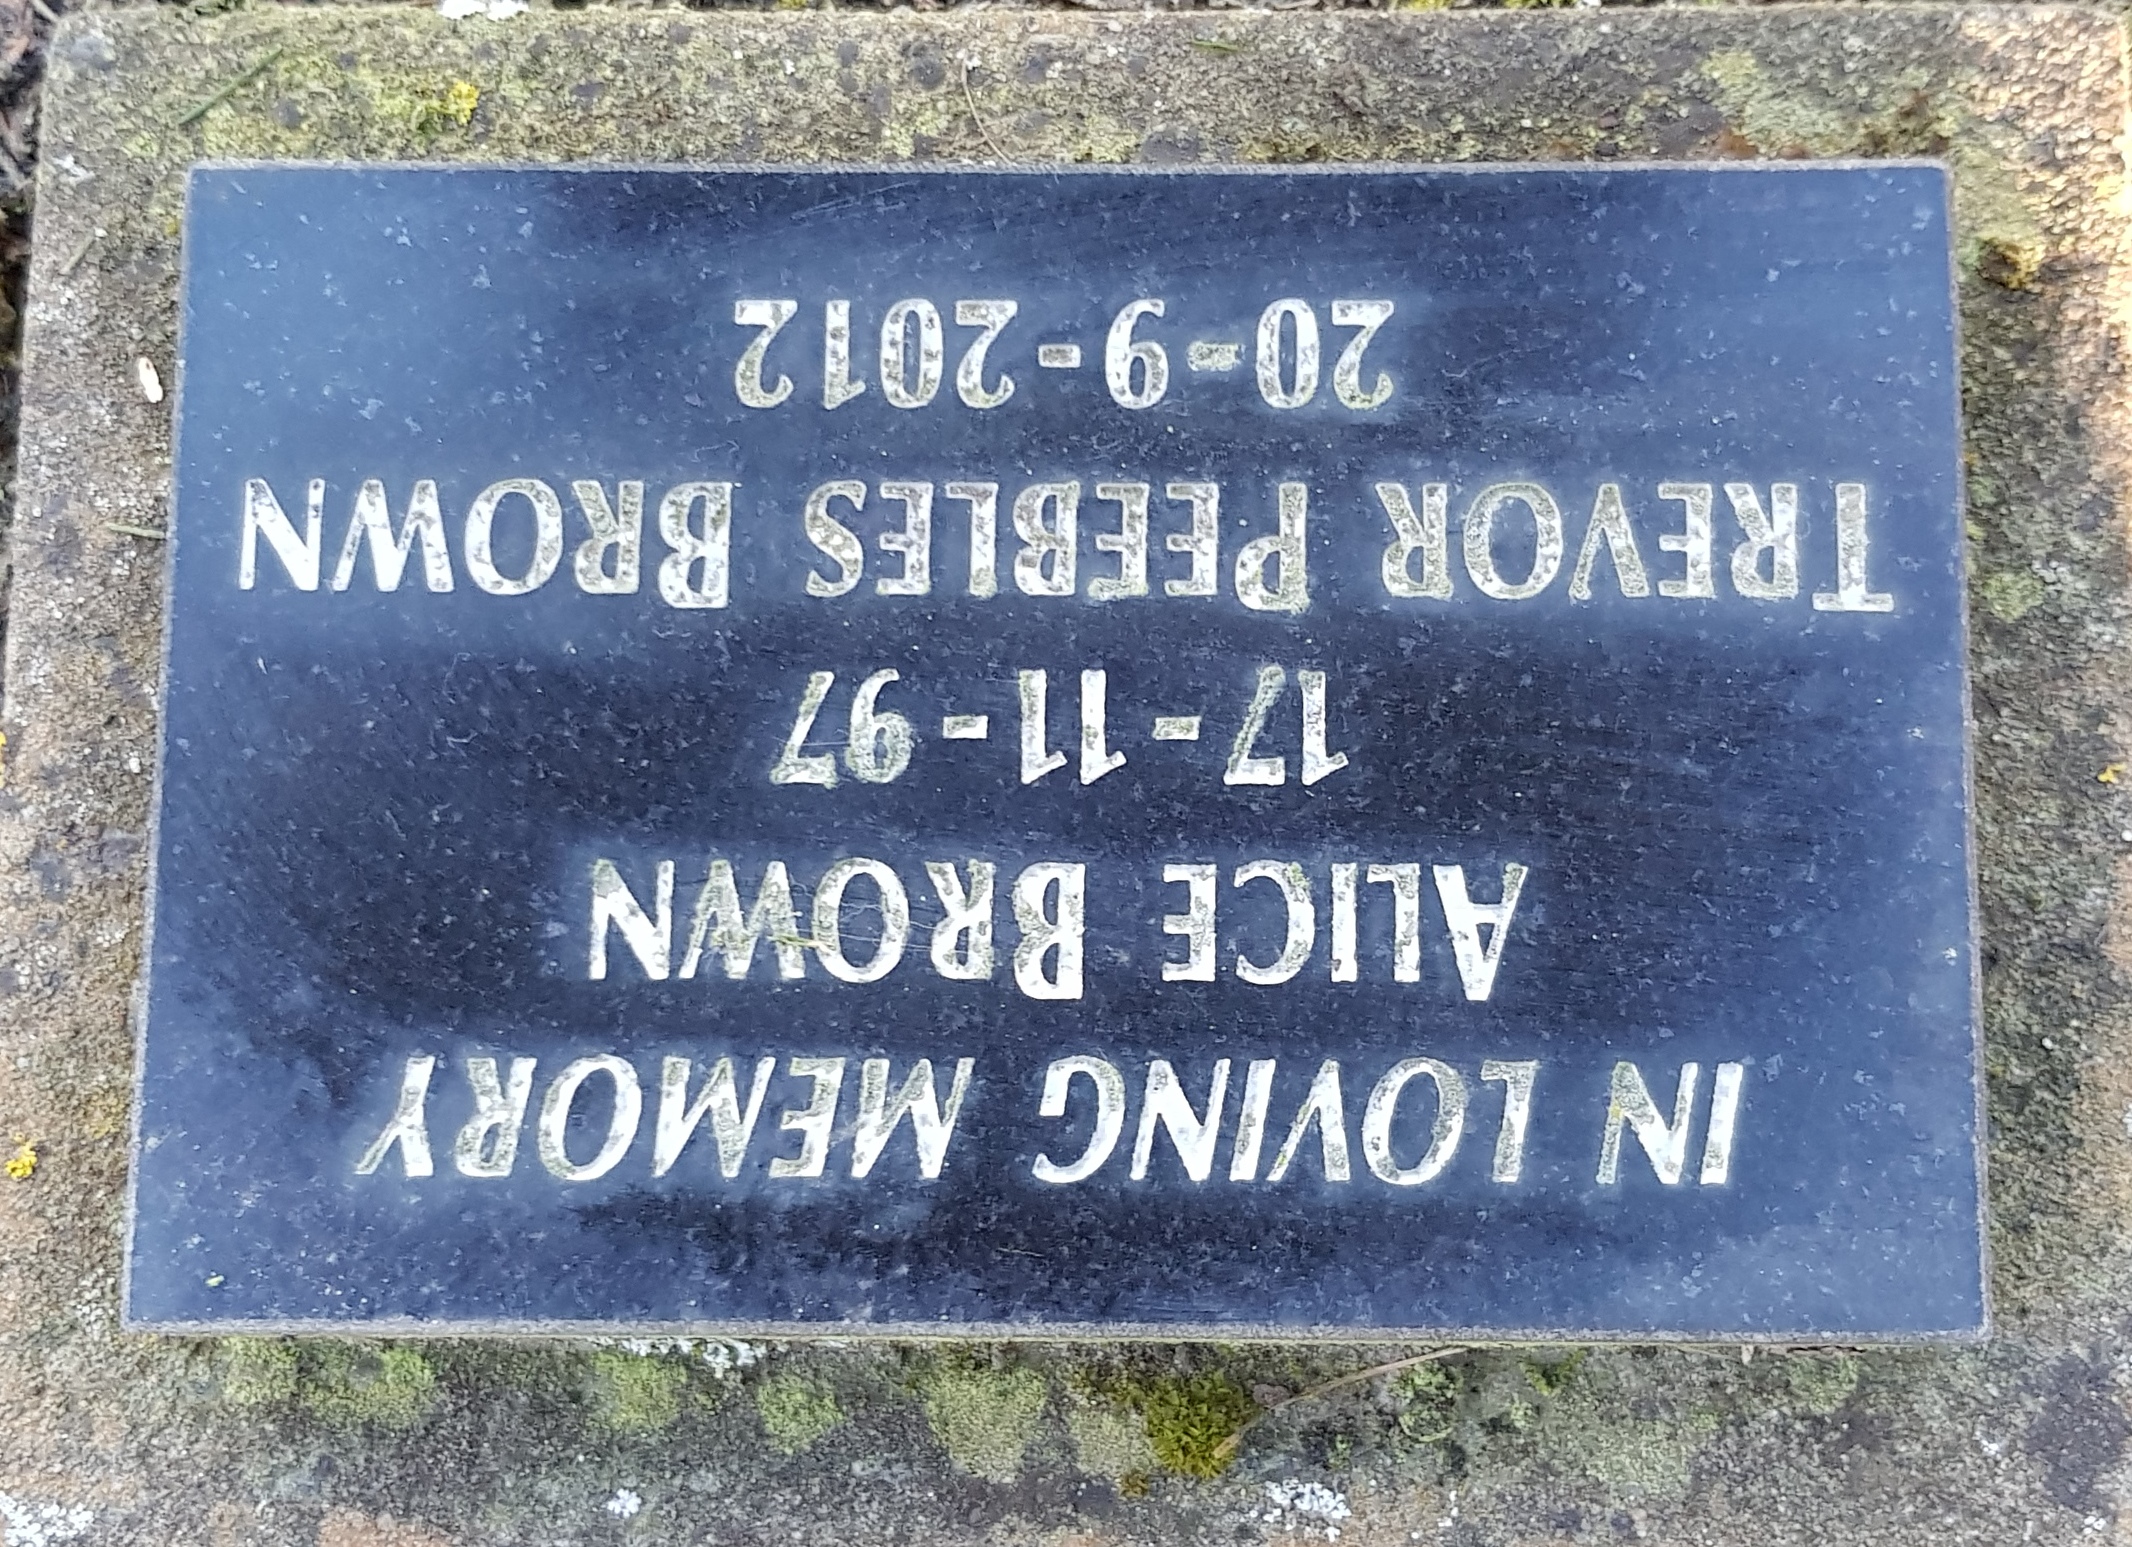 IN LOVING MEMORY
ALICE BROWN
17-11-97
TREVOR PEEBLES BROWN
20-9-2012